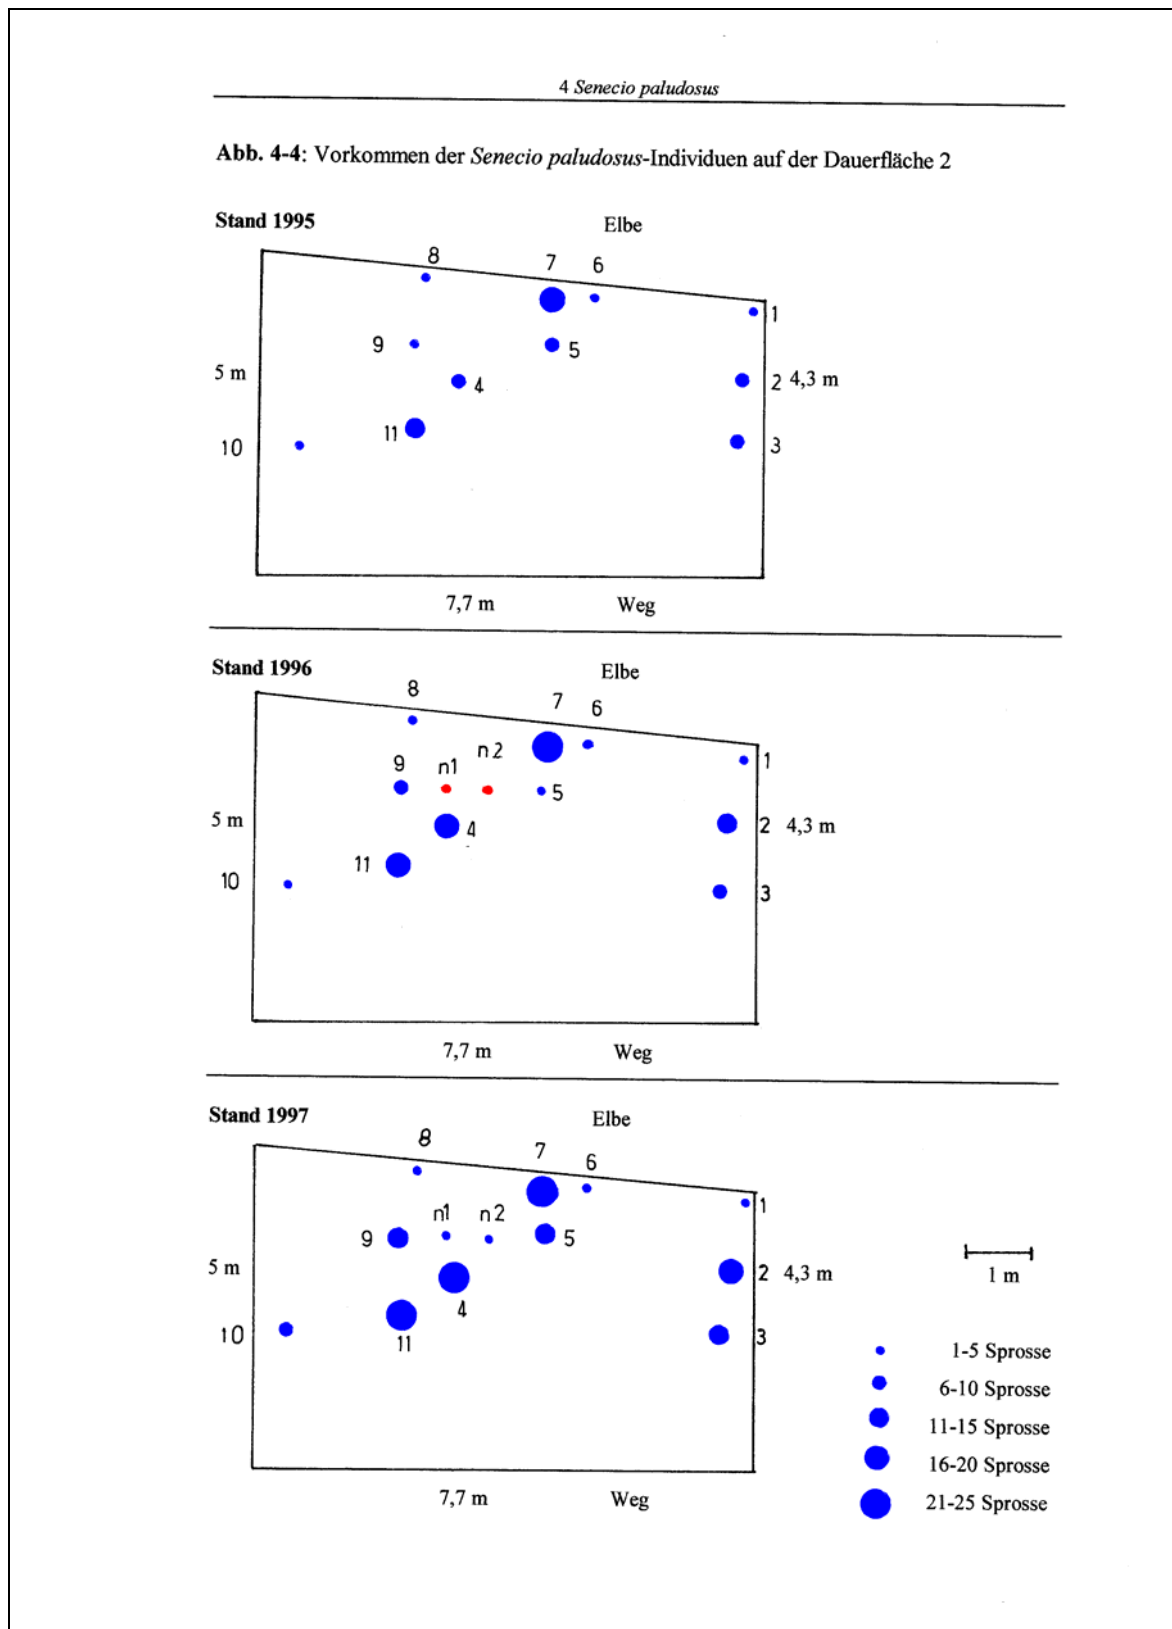 4 Senecio paludosus
Abb. 4-4: Vorkommen der Senecio paludosus-Individuen auf der Dauerfläche 2
Stand 1995
Elbe
8
7
6
1
9
5
5 m
4
2
4,3 m
11
10
3
7,7 m
Weg
Stand 1996
Elbe
8
7
6
n2
1
9
n1
5
5 m
4
2
4,3 m
11
10
3
7,7 m
Weg
Stand 1997
Elbe
8
7
6
1
n1
n2
9
5
5 m
2
4,3 m
1 m
4
10
11
3
1-5 Sprosse
6-10 Sprosse
11-15 Sprosse
16-20 Sprosse
21-25 Sprosse
7,7 m
Weg